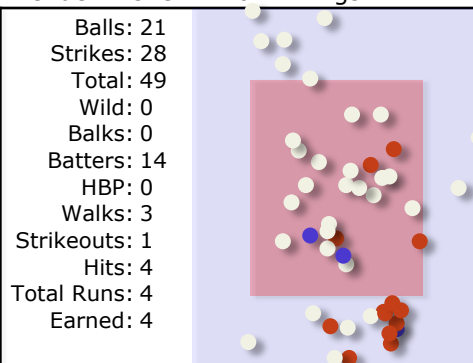 Balls: 21
Strikes: 28
Total: 49
Wild: 0
Balks: 0
Batters: 14
HBP: 0
Walks: 3
Strikeouts: 1
Hits: 4
Total Runs: 4
Earned: 4